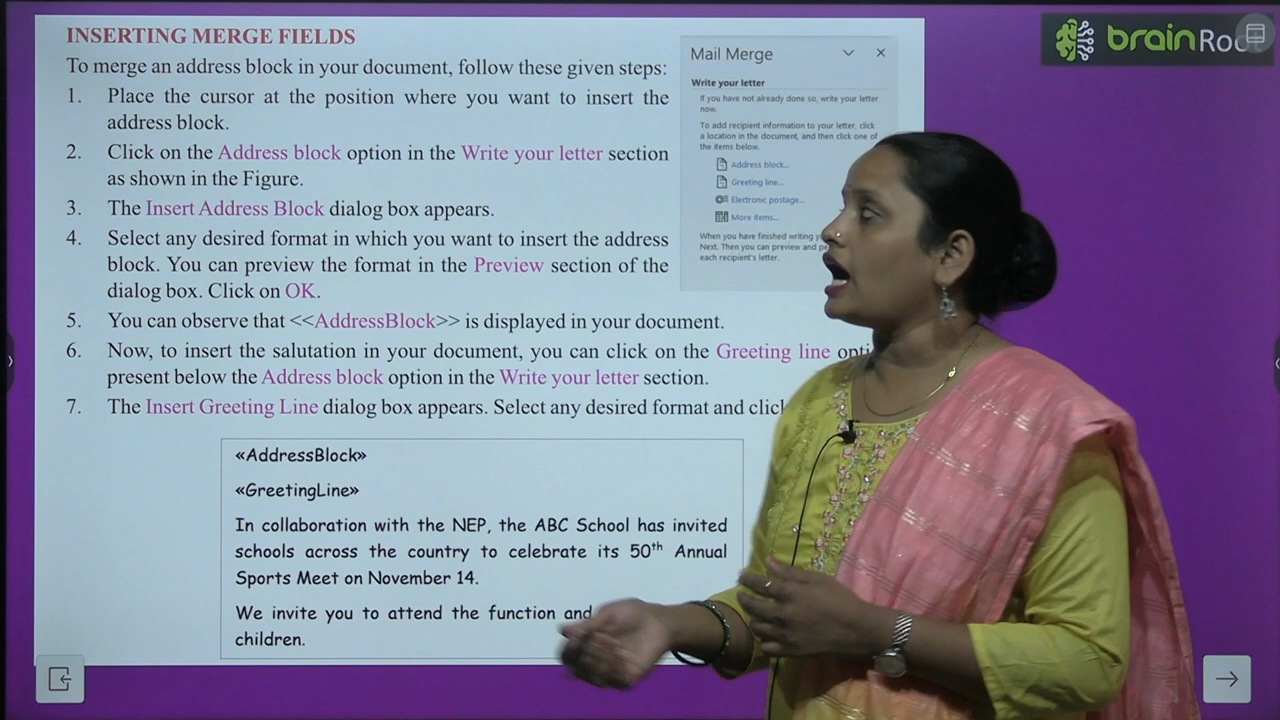 INSERTING MERGE FIELDS
To merge an address block in your document, follow these given steps:
1. Place the cursor at the position where you want to insert the
address block.
2. Click on the Address block option in the Write your letter section
as shown in the Figure.
3. The Insert Address Block dialog box appears.
4. Select any desired format in which you want to insert the address
block. You can preview the format in the Preview section of the
dialog box. Click on OK.
5. You can observe that <<AddressBlock>> is displayed in your document.
6. Now, to insert the salutation in your document, you can click on the Greeting line
present below the Address block option in the Write your letter section.
7. The Insert Greeting Line dialog box appears. Select any desired format and
«AddressBlock»
«GreetingLine»
In collaboration with the NEP, the ABC School has invited
schools across the country to celebrate its 50th Annual
Sports Meet on November 14.
We invite you to attend the function and
children.
Mail Merge
Write your letter
If you have not already done so, write your letter
now.
To add recipient information to your letter, click
a location in the document, and then click one of
the items below.
Address block...
Greeting line...
Electronic postage...
More items...
When you have finished writing
Next. Then you can preview and
each recipient's letter.
brain